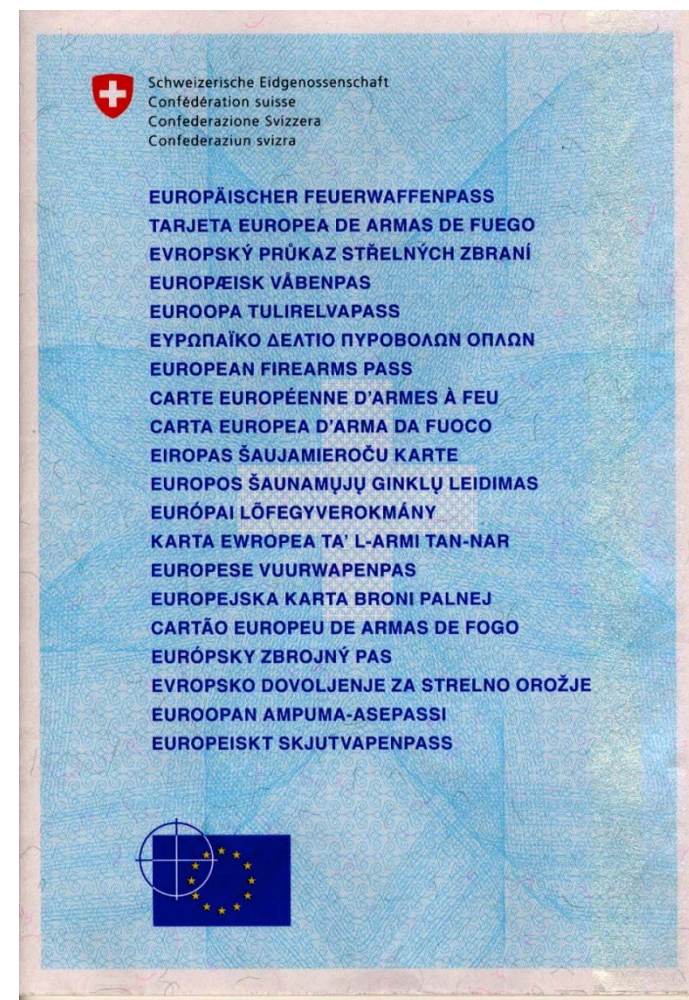 Schweizerische Eidgenossenschaft
Confédération suisse
Confederazione Svizzera
Confederaziun svizra
EUROPÄISCHER FEUERWAFFENPASS
TARJETA EUROPEA DE ARMAS DE FUEGO
EVROPSKÝ PRŮKAZ STŘELNÝCH ZBRANÍ
EUROPÆISK VÅBENPAS
EUROOPA TULIRELVAPASS
ΕΥΡΩΠΑΪΚΟ ΔΕΛΤΙΟ ΠΥΡΟΒΟΛΩΝ ΟΠΛΩΝ
EUROPEAN FIREARMS PASS
CARTE EUROPÉENNE D'ARMES À FEU
CARTA EUROPEA D'ARMA DA FUOCO
EIROPAS ŠAUJAMIEROČU KARTE
EUROPOS ŠAUNAMŲJŲ GINKLŲ LEIDIMAS
EURÓPAI LŐFEGYVEROKMÁNY
KARTA EWROPEA TA' L-ARMI TAN-NAR
EUROPESE VUURWAPENPAS
EUROPEJSKA KARTA BRONI PALNEJ
CARTÃO EUROPEU DE ARMAS DE FOGO
EURÓPSKY ZBROJNÝ PAS
EVROPSKO DOVOLJENJE ZA STRELNO OROŽJE
EUROOPAN AMPUMA-ASEPASSI
EUROPEISKT SKJUTVAPENPASS